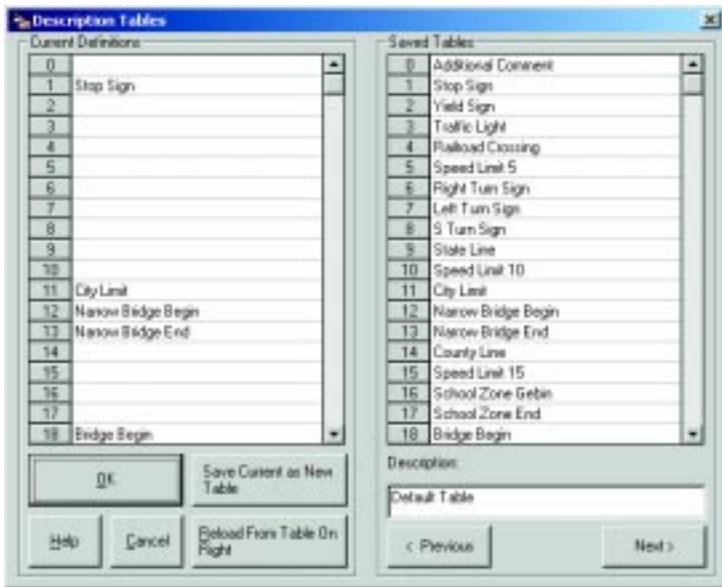 Description Tables
Current Definitions
0
1 Stop Sign
2
3
4
5
6
7
8
9
10
11 City Limit
12 Narrow Bridge Begin
13 Narrow Bridge End
14
15
16
17
18 Bridge Begin
OK
Save Current as New
Table
Help
Cancel
Reload From Table On
Right
Saved Tables
0 Additional Comment
1 Stop Sign
2 Yield Sign
3 Traffic Light
4 Railroad Crossing
5 Speed Limit 5
6 Right Turn Sign
7 Left Turn Sign
8 S Turn Sign
9 State Line
10 Speed Limit 10
11 City Limit
12 Narrow Bridge Begin
13 Narrow Bridge End
14 County Line
15 Speed Limit 15
16 School Zone Gebin
17 School Zone End
18 Bridge Begin
Description:
Default Table
< Previous
Next >